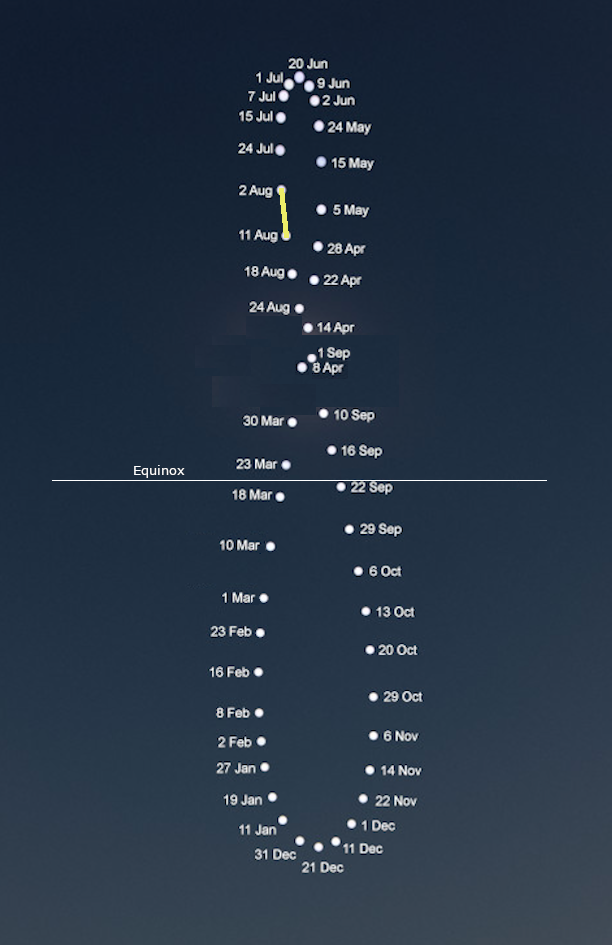 20 Jun
1 Jul
9 Jun
7 Jul
2 Jun
15 Jul
24 May
24 Jul
15 May
2 Aug
5 May
11 Aug
28 Apr
18 Aug
22 Apr
24 Aug
14 Apr
1 Sep
8 Apr
10 Sep
30 Mar
16 Sep
23 Mar
Equinox
22 Sep
18 Mar
29 Sep
10 Mar
6 Oct
1 Mar
13 Oct
23 Feb
20 Oct
16 Feb
29 Oct
8 Feb
6 Nov
2 Feb
27 Jan
14 Nov
19 Jan
22 Nov
11 Jan
1 Dec
31 Dec
11 Dec
21 Dec